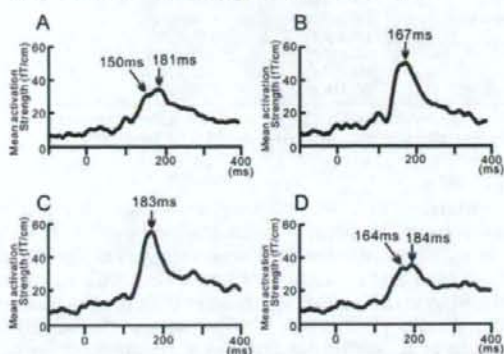 A
B
150ms 181ms
167ms
Mean activation
Strength (fT/cm)
60
40
20
0
0 200 400
(ms)
Mean activation
Strength (fT/cm)
60
40
20
0
0 200 400
(ms)
C
D
183ms
164ms 184ms
Mean activation
Strength (fT/cm)
60
40
20
0
0 200 400
(ms)
Mean activation
Strength (fT/cm)
60
40
20
0
0 200 400
(ms)